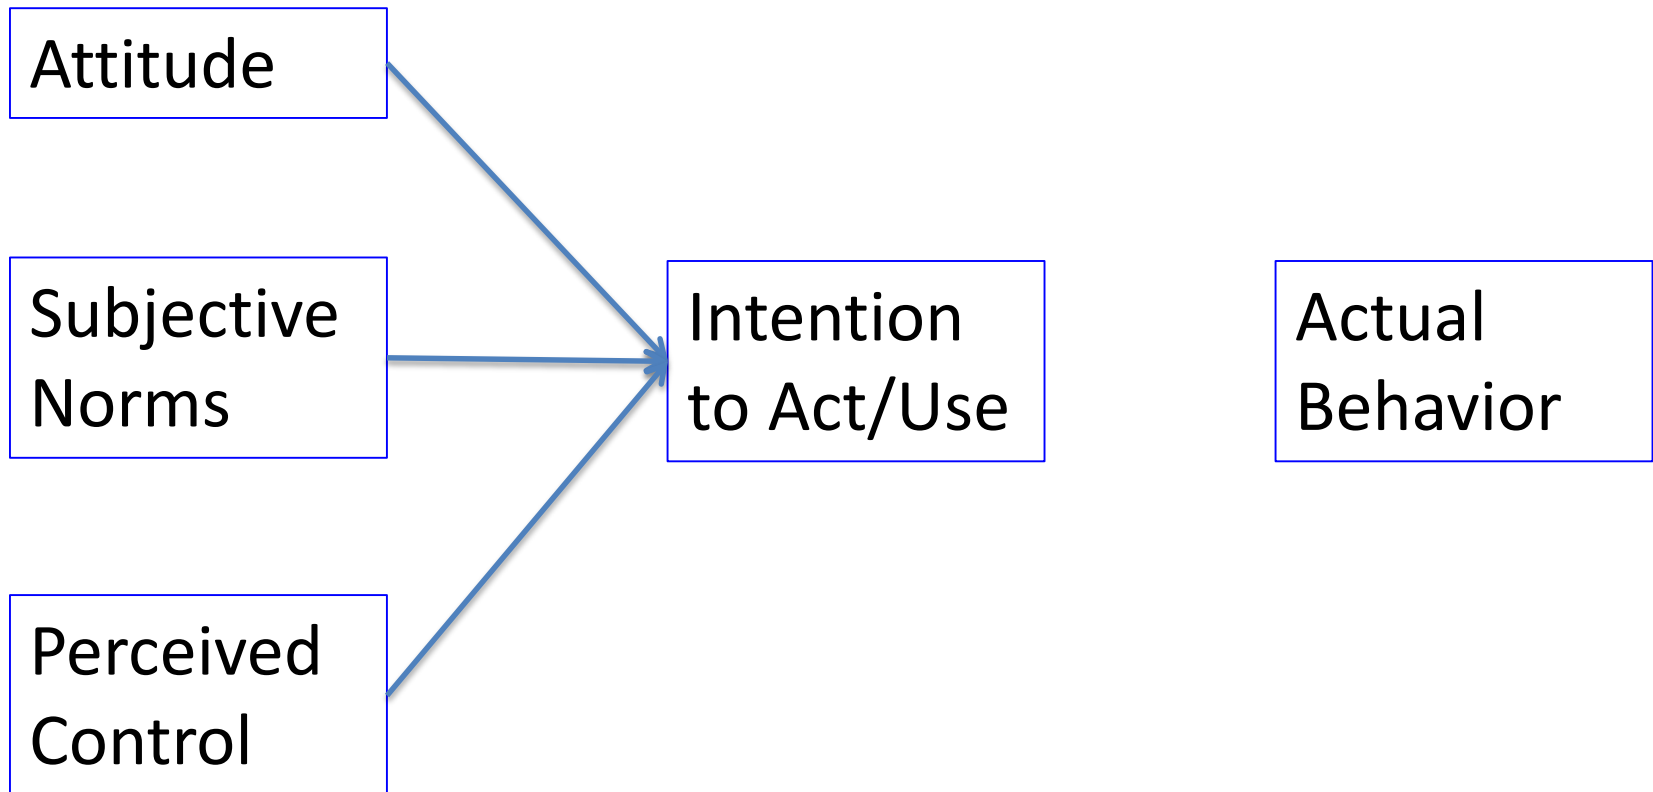 Attitude
Subjective
Norms
Intention
to Act/Use
Actual
Behavior
Perceived
Control